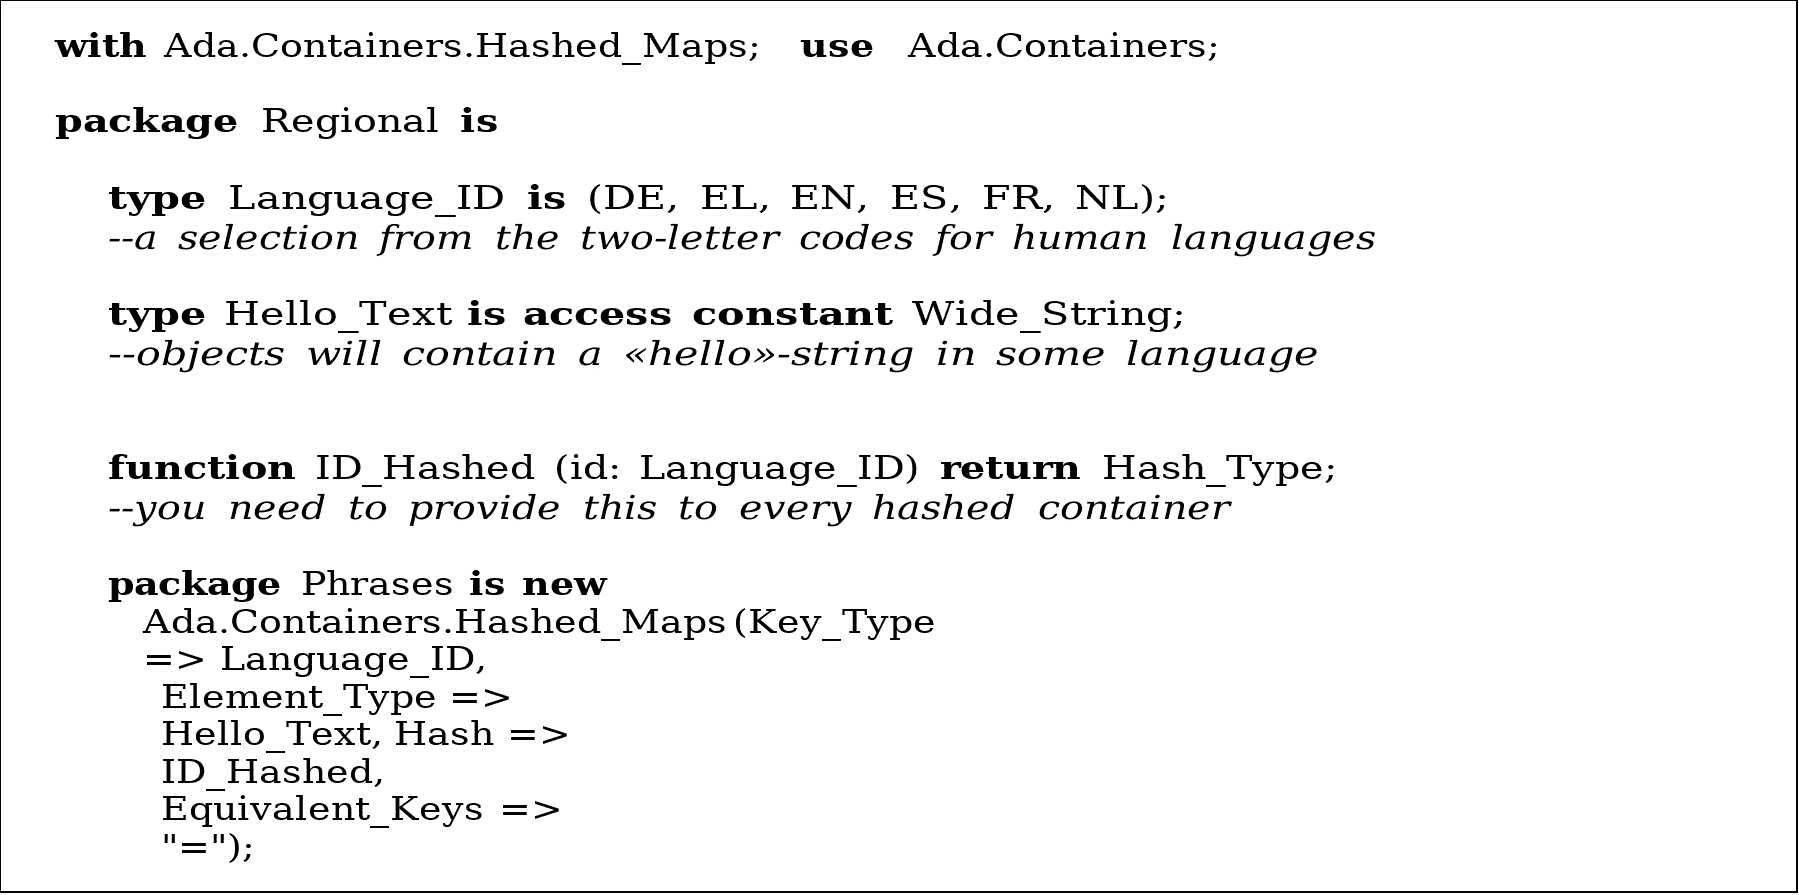 with Ada.Containers.Hashed_Maps; use Ada.Containers;
package Regional is
type Language_ID is (DE, EL, EN, ES, FR, NL);
--a selection from the two-letter codes for human languages
type Hello_Text is access constant Wide_String;
--objects will contain a «hello»-string in some language
function ID_Hashed (id: Language_ID) return Hash_Type;
--you need to provide this to every hashed container
package Phrases is new
Ada.Containers.Hashed_Maps (Key_Type
=> Language_ID,
Element_Type =>
Hello_Text, Hash =>
ID_Hashed,
Equivalent_Keys =>
"=");